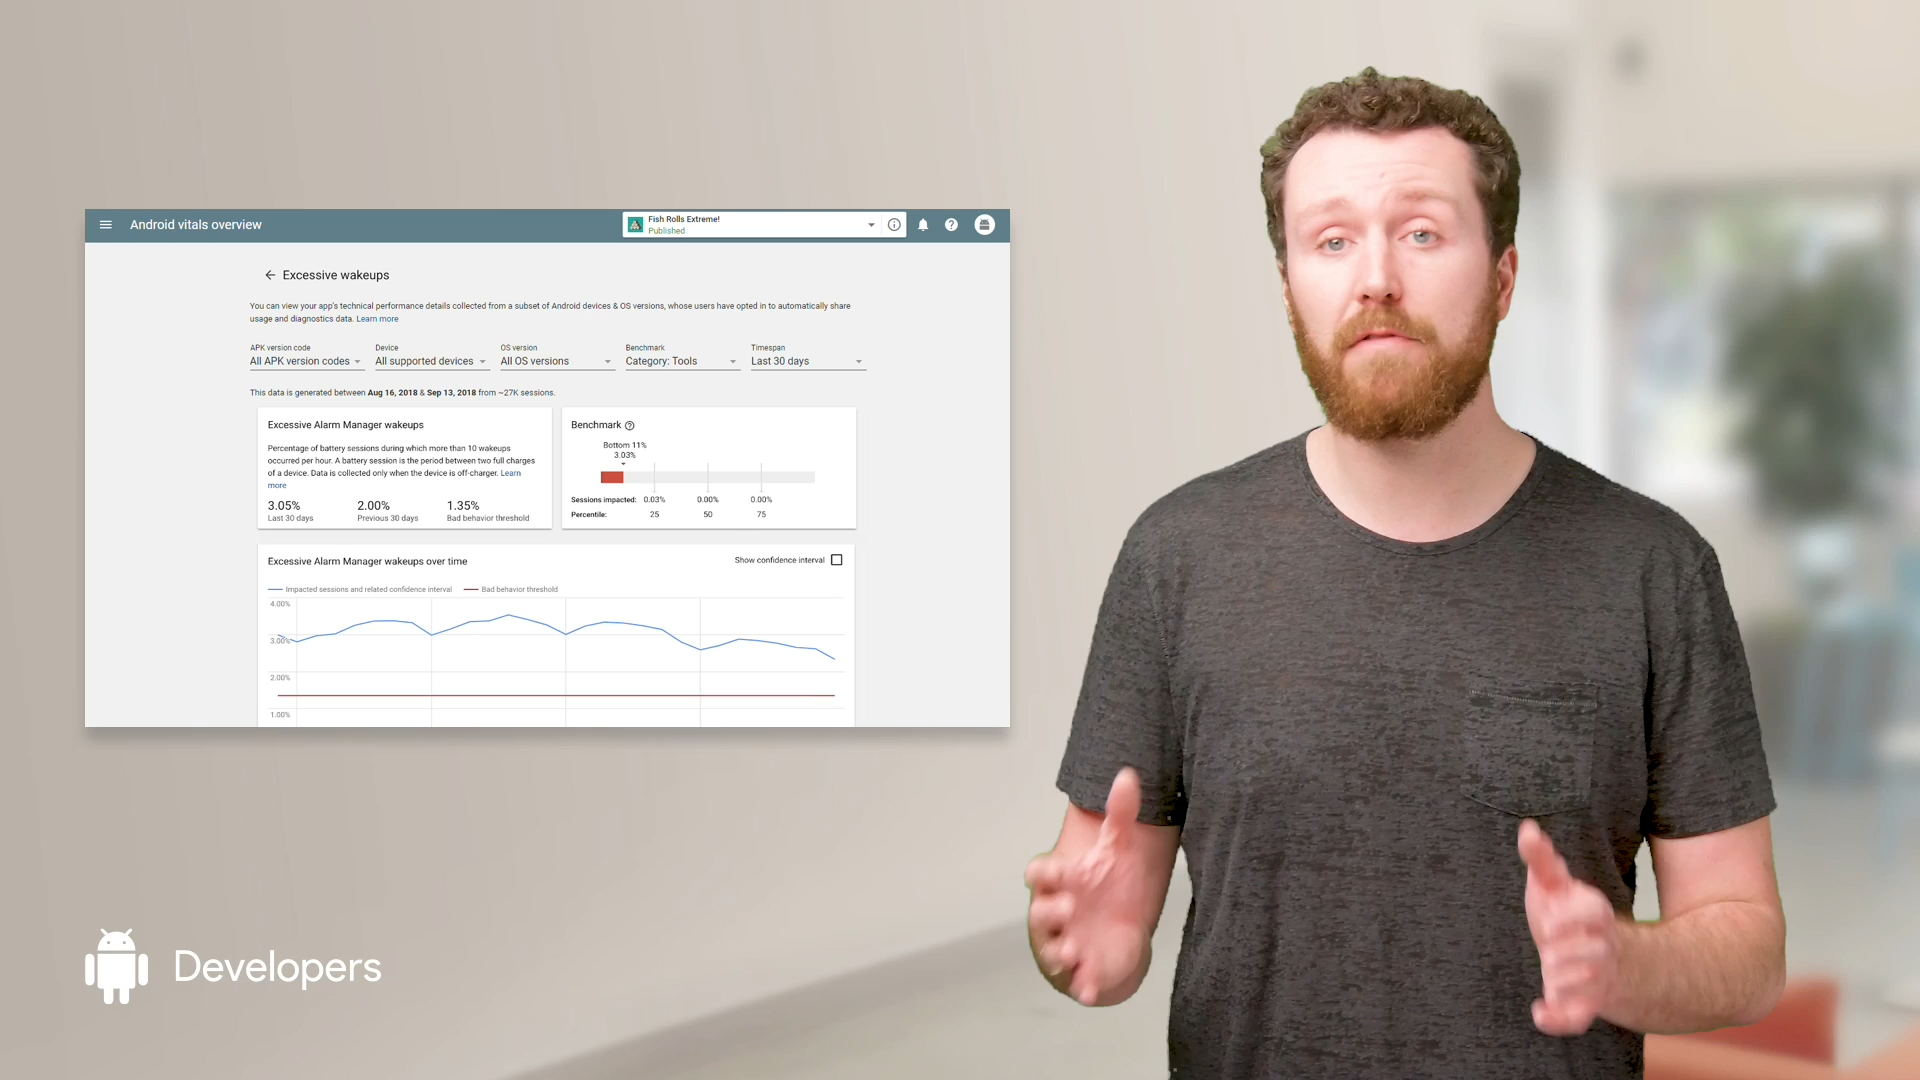 Android vitals overview
Fish Rolls Extreme!
Published
Excessive wakeups
You can view your app's technical performance details collected from a subset of Android devices & OS versions, whose users have opted in to automatically share
usage and diagnostics data. Learn more
APK version code
Device
OS version
Benchmark
Timespan
All APK version codes
All supported devices
All OS versions
Category: Tools
Last 30 days
This data is generated between Aug 16, 2018 & Sep 13, 2018 from ~27K sessions.
Excessive Alarm Manager wakeups
Percentage of battery sessions during which more than 10 wakeups
occurred per hour. A battery session is the period between two full charges
of a device. Data is collected only when the device is off-charger. Learn
more
3.05%
2.00%
1.35%
Last 30 days
Previous 30 days
Bad behavior threshold
Benchmark
Bottom 11%
3.03%
Sessions impacted: 0.03% 0.00% 0.00%
Percentile: 25 50 75
Excessive Alarm Manager wakeups over time
Show confidence interval
Impacted sessions and related confidence interval
Bad behavior threshold
4.00%
3.00%
2.00%
1.00%
Developers